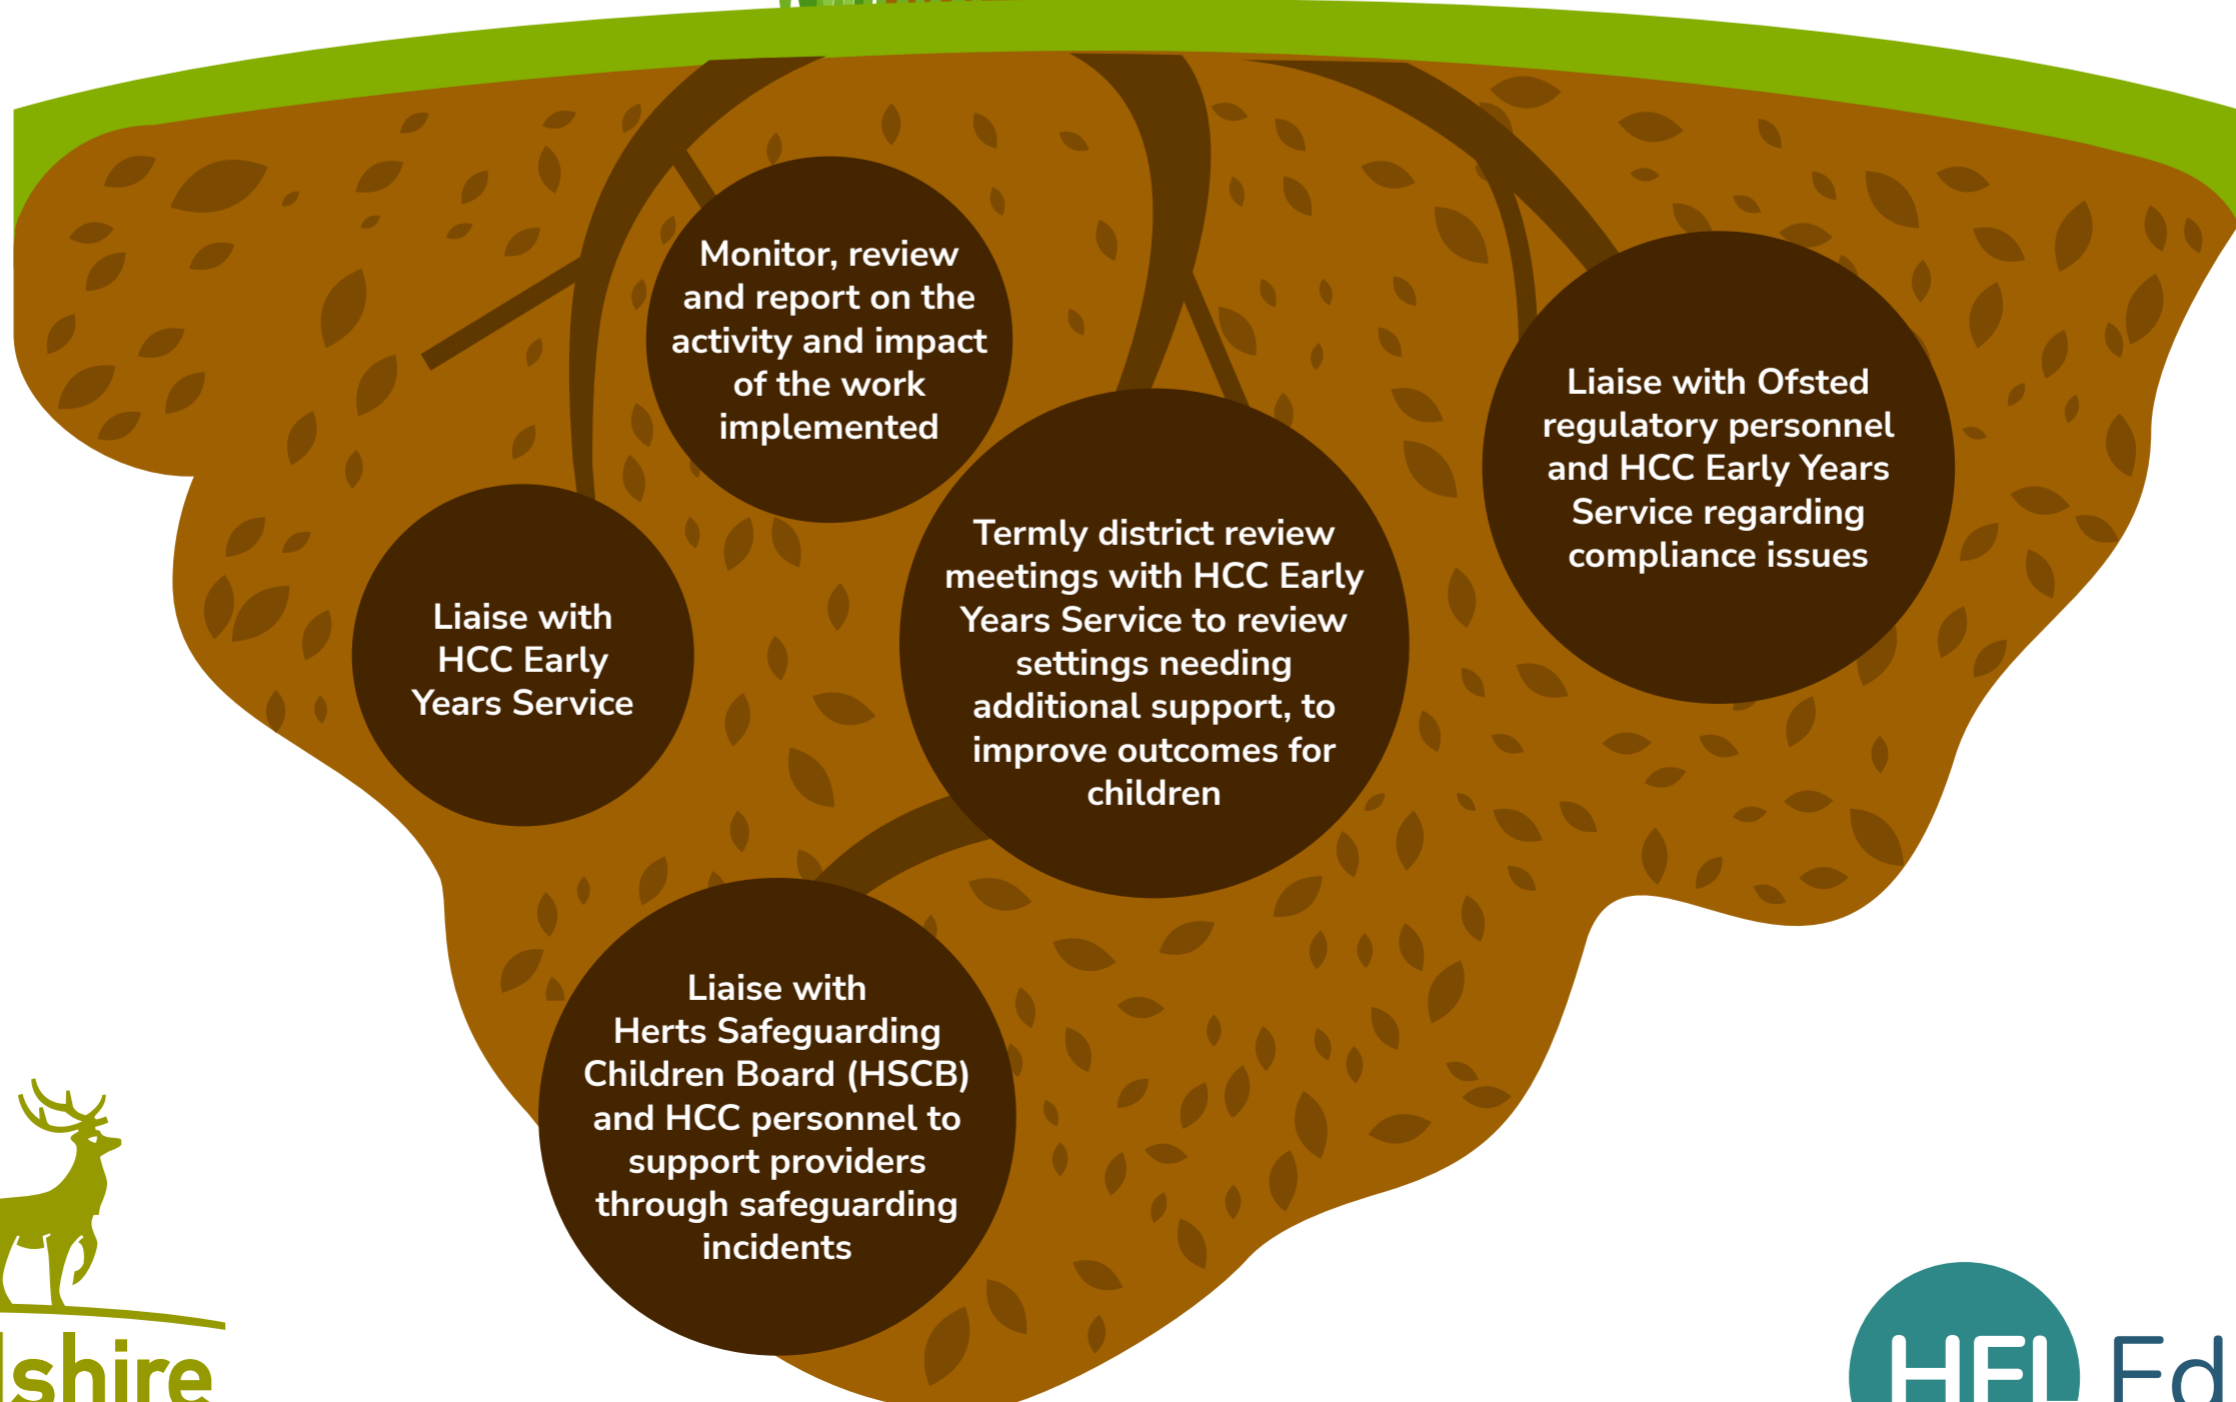 Monitor, review
and report on the
activity and impact
of the work
implemented
Liaise with Ofsted
regulatory personnel
and HCC Early Years
Service regarding
compliance issues
Termly district review
meetings with HCC Early
Years Service to review
settings needing
additional support, to
improve outcomes for
children
Liaise with
HCC Early
Years Service
Liaise with
Herts Safeguarding
Children Board (HSCB)
and HCC personnel to
support providers
through safeguarding
incidents
shire
HFL Ed